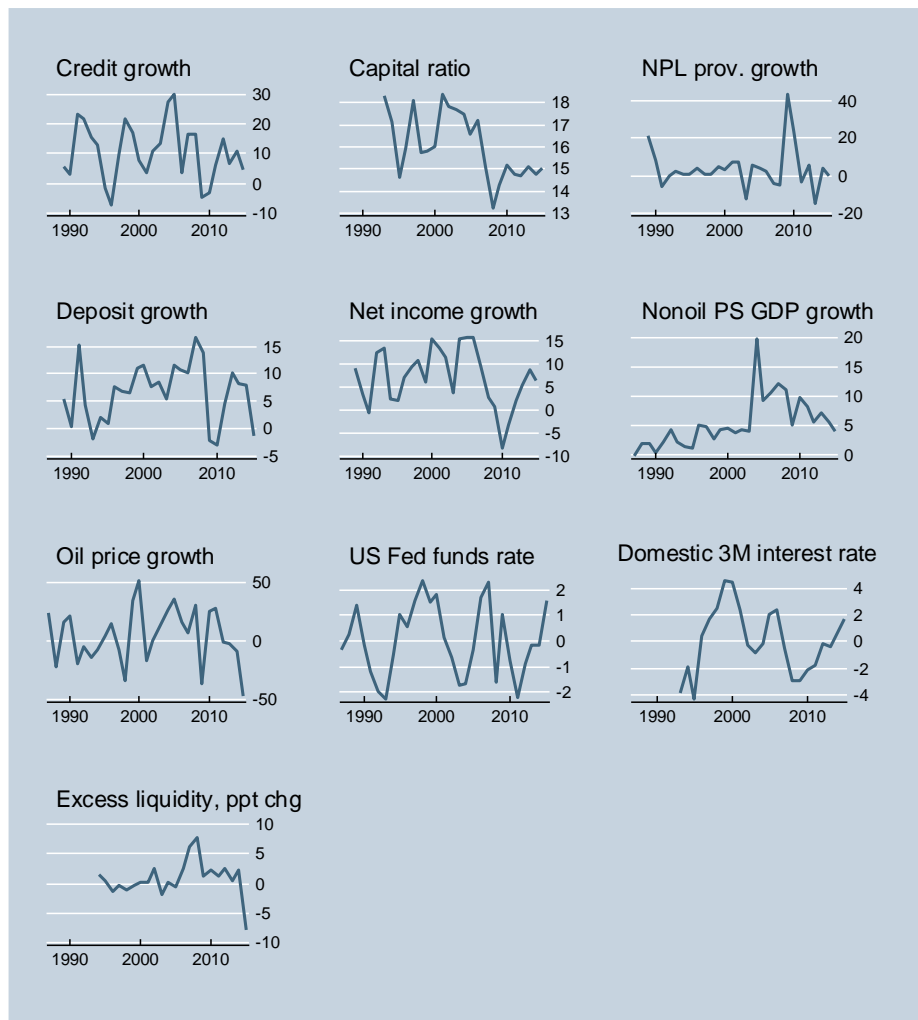 Credit growth
30
20
10
0
-10
1990 2000 2010
Capital ratio
18
17
16
15
14
13
1990 2000 2010
NPL prov. growth
40
20
0
-20
1990 2000 2010
Deposit growth
15
10
5
0
-5
1990 2000 2010
Net income growth
15
10
5
0
-5
-10
1990 2000 2010
Nonoil PS GDP growth
20
15
10
5
0
1990 2000 2010
Oil price growth
50
0
-50
1990 2000 2010
US Fed funds rate
2
1
0
-1
-2
1990 2000 2010
Domestic 3M interest rate
4
2
0
-2
-4
1990 2000 2010
Excess liquidity, ppt chg
10
5
0
-5
-10
1990 2000 2010